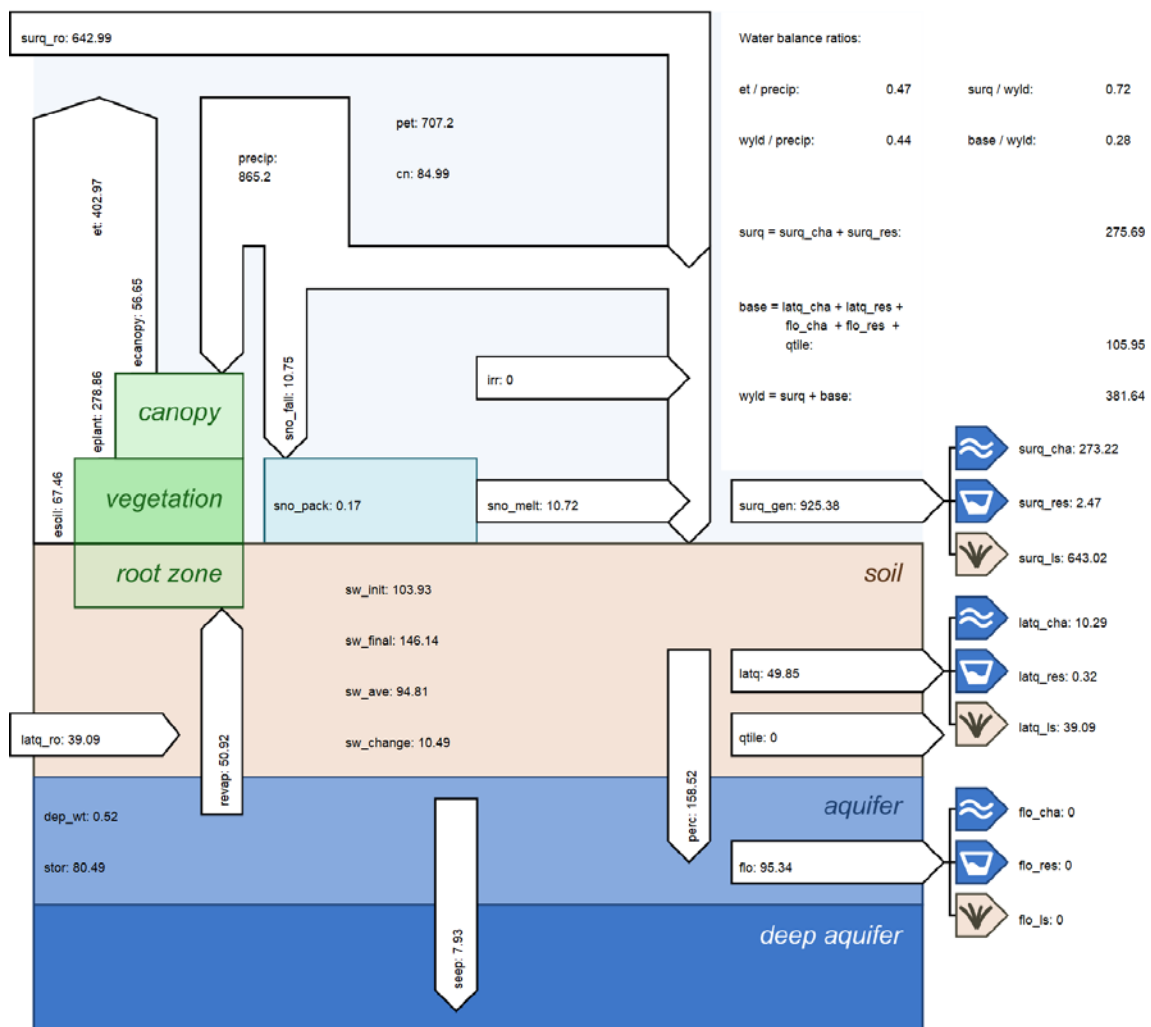 surq_ro: 642.99
Water balance ratios:
et / precip: 0.47 surq / wyld: 0.72
pet: 707.2
wyld / precip: 0.44 base / wyld: 0.28
precip:
865.2
cn: 84.99
et: 402.97
surq = surq_cha + surq_res: 275.69
ecanopy: 56.65
base = latq_cha + latq_res +
flo_cha + flo_res +
qtile: 105.95
eplant: 278.86
sno_fall: 10.75
irr: 0
wyld = surq + base: 381.64
canopy
surq_cha: 273.22
esoil: 67.46
vegetation
sno_pack: 0.17
sno_melt: 10.72
surq_gen: 925.38
surq_res: 2.47
surq_ls: 643.02
root zone
soil
sw_init: 103.93
latq_cha: 10.29
sw_final: 146.14
latq: 49.85
latq_res: 0.32
sw_ave: 94.81
latq_ro: 39.09
sw_change: 10.49
qtile: 0
latq_ls: 39.09
revap: 50.92
perc: 158.52
aquifer
dep_wt: 0.52
flo_cha: 0
stor: 80.49
flo: 95.34
flo_res: 0
flo_ls: 0
deep aquifer
seep: 7.93